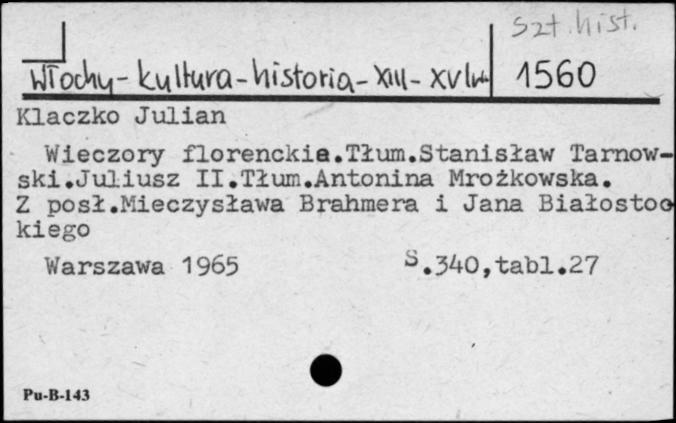 Szt. hist.
Włochy - kultura - historia - XIII - XVI w. 1560
Klaczko Julian
Wieczory florenckie.Tłum.Stanisław Tarnow-
ski.Juliusz II.Tłum.Antonina Mrożkowska.
Z posł.Mieczysława Brahmera i Jana Białostoc
kiego
Warszawa 1965 S.340,tabl.27
Pu-B-143